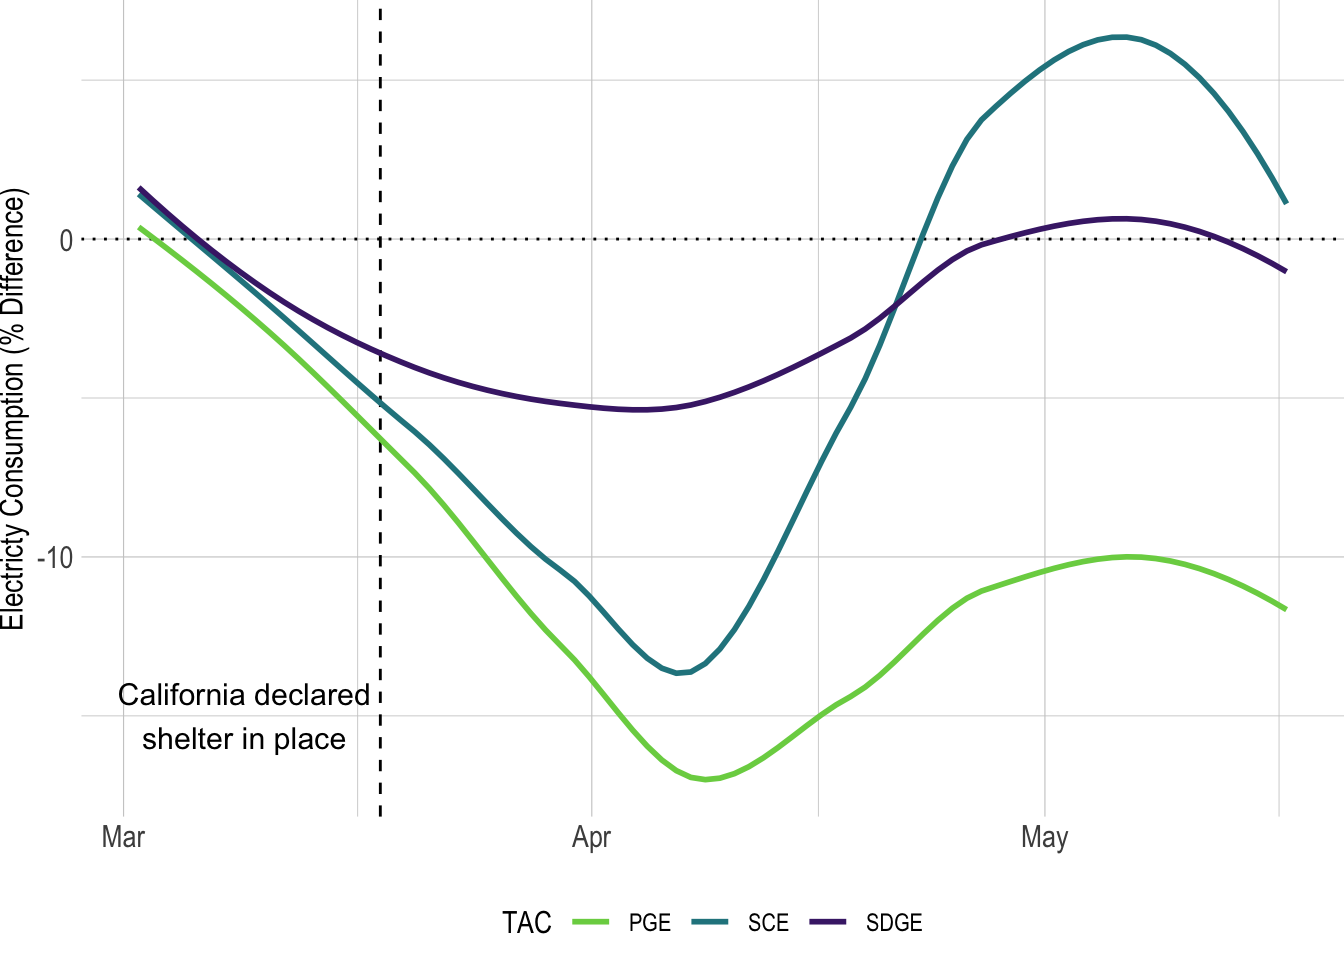 Electricty Consumption (% Difference)
0
-10
California declared
shelter in place
Mar Apr May
TAC PGE SCE SDGE